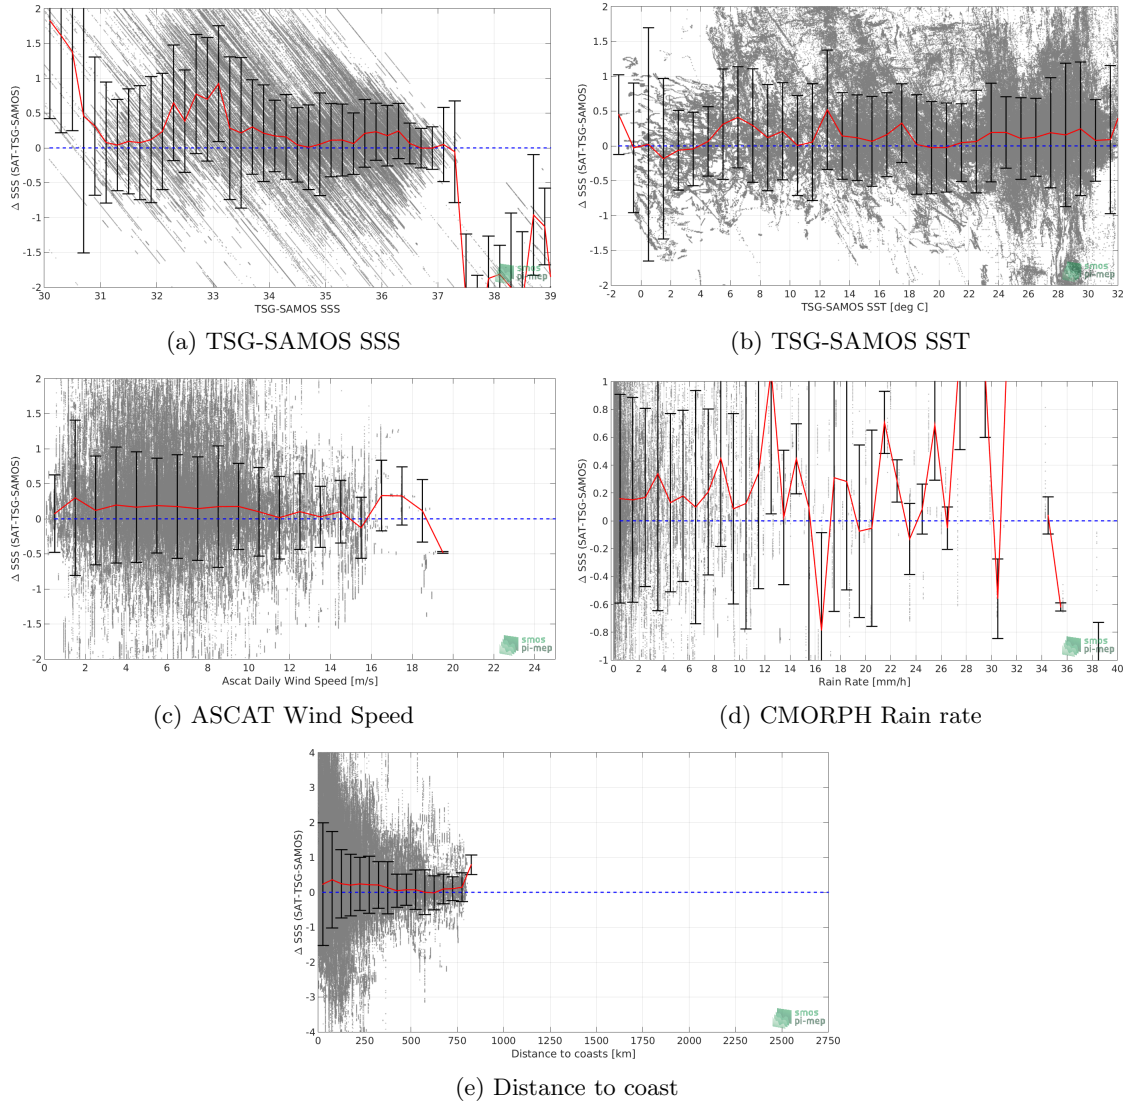 Δ SSS (SAT-TSG-SAMOS)
2
1.5
1
0.5
0
-0.5
-1
-1.5
-2
30 31 32 33 34 35 36 37 38 39
TSG-SAMOS SSS
smos
pi-mep
(a) TSG-SAMOS SSS
Δ SSS (SAT-TSG-SAMOS)
2
1.5
1
0.5
0
-0.5
-1
-1.5
-2
-2 0 2 4 6 8 10 12 14 16 18 20 22 24 26 28 30 32
TSG-SAMOS SST [deg C]
smos
pi-mep
(b) TSG-SAMOS SST
Δ SSS (SAT-TSG-SAMOS)
2
1.5
1
0.5
0
-0.5
-1
-1.5
-2
0 2 4 6 8 10 12 14 16 18 20 22 24
Ascat Daily Wind Speed [m/s]
smos
pi-mep
(c) ASCAT Wind Speed
Δ SSS (SAT-TSG-SAMOS)
1
0.8
0.6
0.4
0.2
0
-0.2
-0.4
-0.6
-0.8
-1
0 2 4 6 8 10 12 14 16 18 20 22 24 26 28 30 32 34 36 38 40
Rain Rate [mm/h]
smos
pi-mep
(d) CMORPH Rain rate
Δ SSS (SAT-TSG-SAMOS)
4
3
2
1
0
-1
-2
-3
-4
0 250 500 750 1000 1250 1500 1750 2000 2250 2500 2750
Distance to coasts [km]
smos
pi-mep
(e) Distance to coast